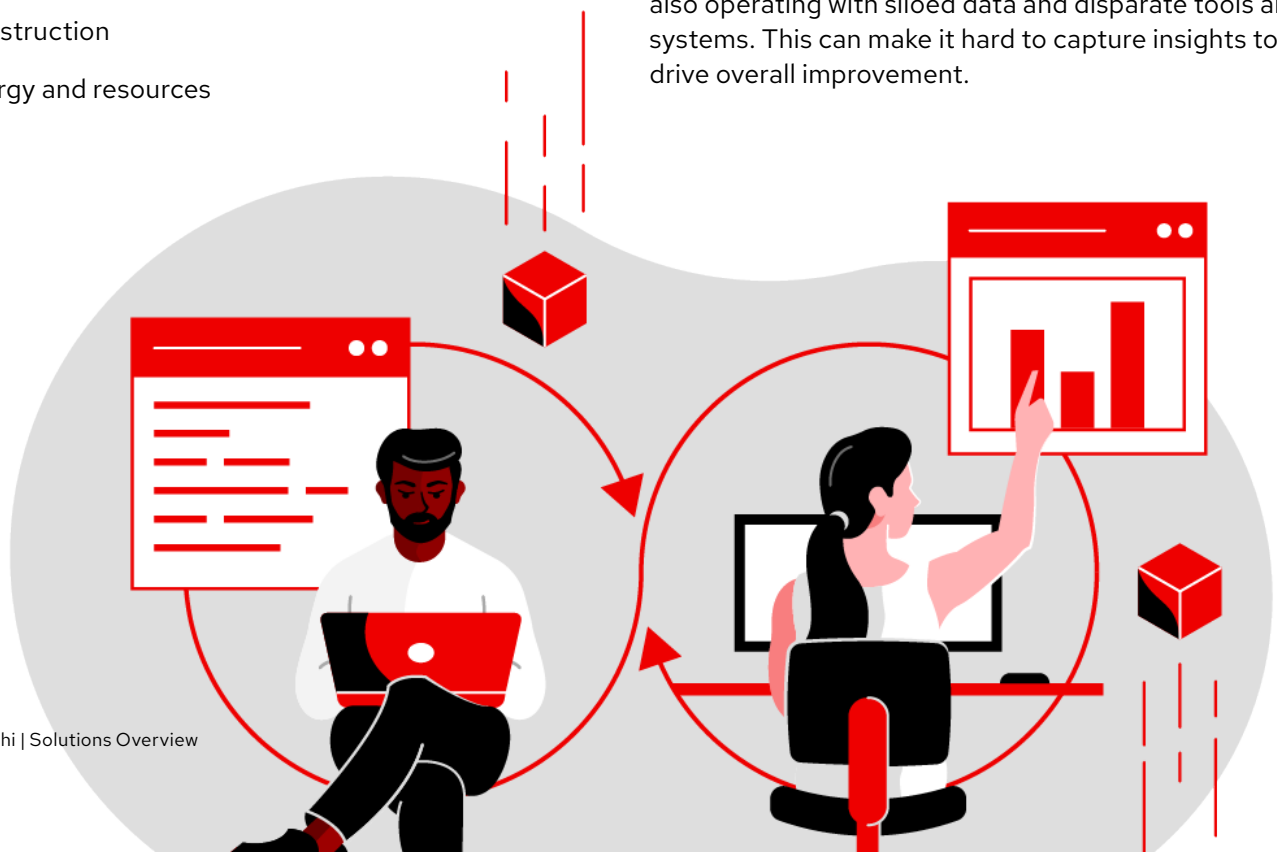 struction
rgy and resources
also operating with siloed data and disparate tools a
systems. This can make it hard to capture insights to
drive overall improvement.
hi | Solutions Overview